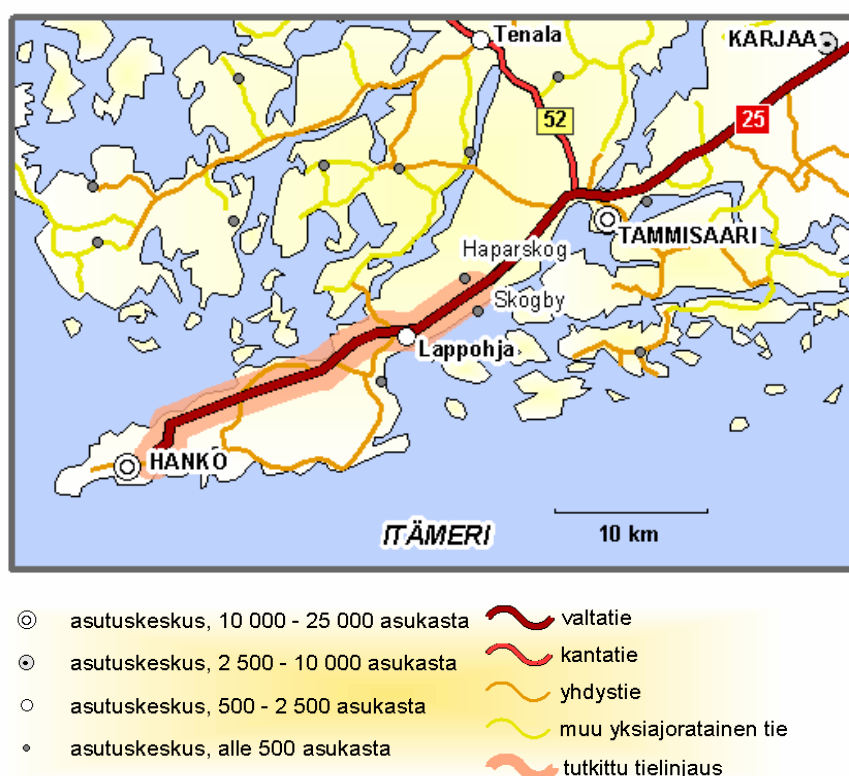 Tenala
KARJAA
52
25
TAMMISAARI
Haparskog
Skogby
Lappohja
HANKO
ITÄMERI
10 km
asutuskeskus, 10 000 - 25 000 asukasta
valtatie
asutuskeskus, 2 500 - 10 000 asukasta
kantatie
asutuskeskus, 500 - 2 500 asukasta
yhdystie
muu yksiajoratainen tie
asutuskeskus, alle 500 asukasta
tutkittu tielinjaus